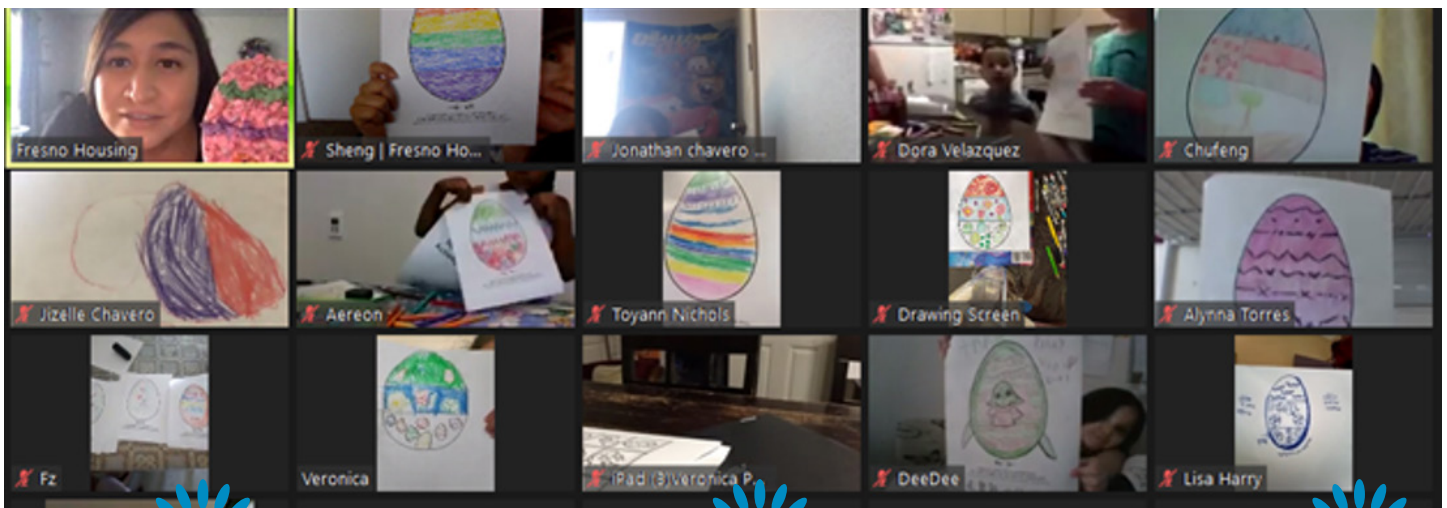 Fresno Housing
Sheng | Fresno Ho...
Jonathan chavero ...
Dora Velazquez
Chufeng
Jizelle Chavero
Aereon
Toyann Nichols
Drawing Screen
Alynna Torres
Fz
Veronica
iPad (3) Veronica P...
DeeDee
Lisa Harry